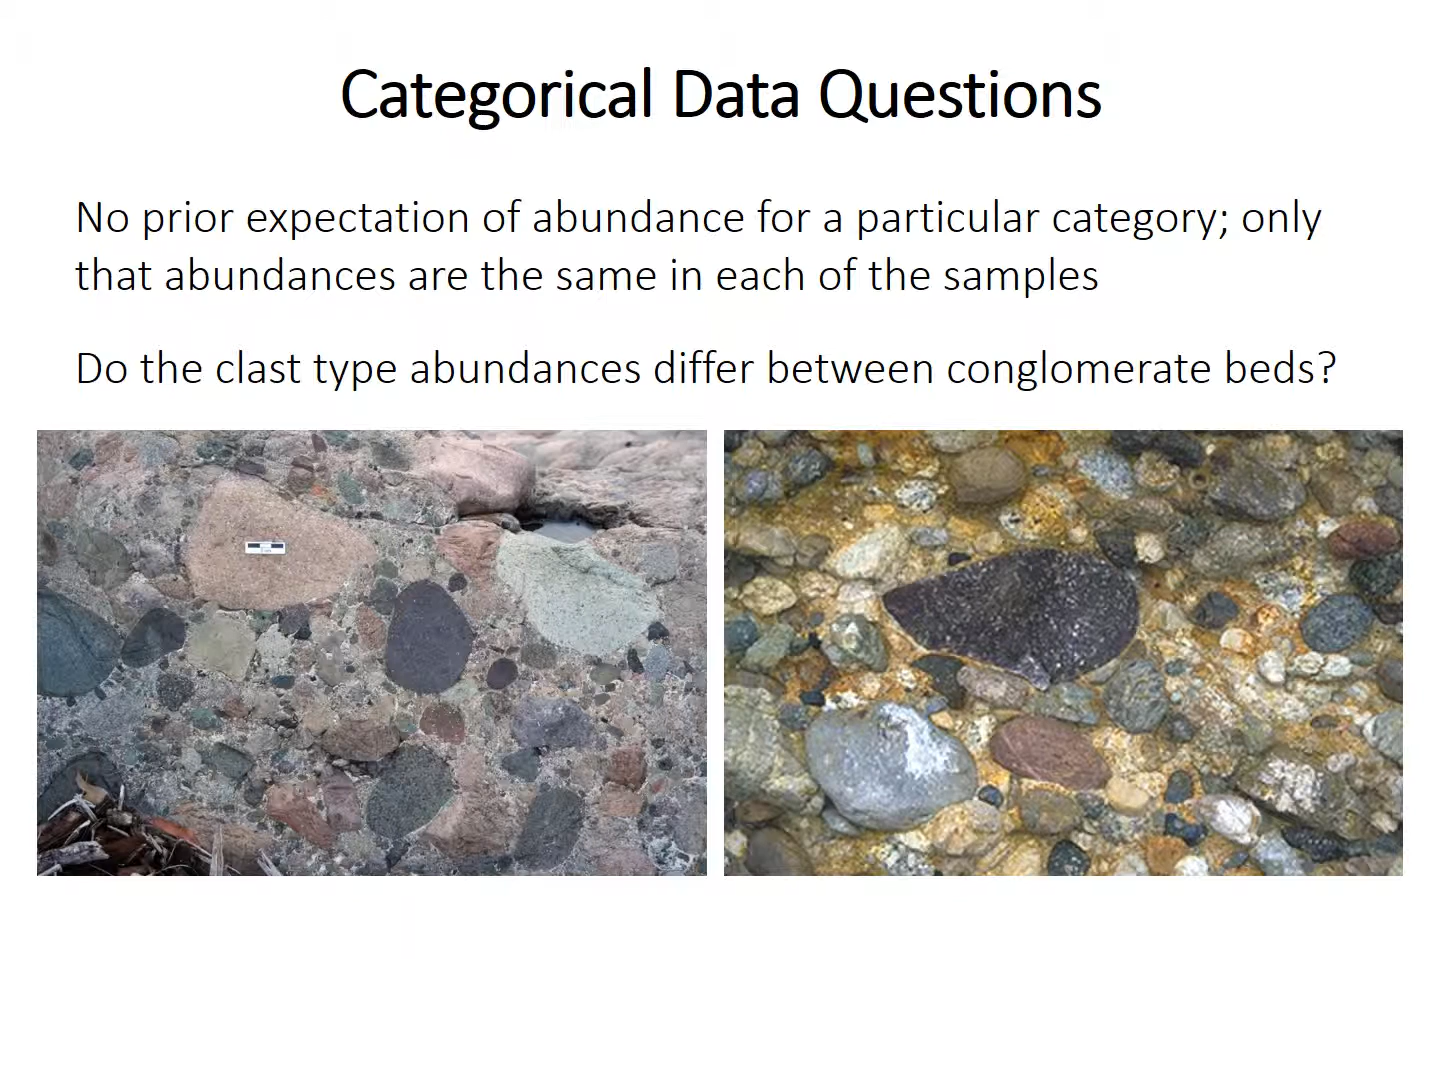 Categorical Data Questions
No prior expectation of abundance for a particular category; only
that abundances are the same in each of the samples
Do the clast type abundances differ between conglomerate beds?